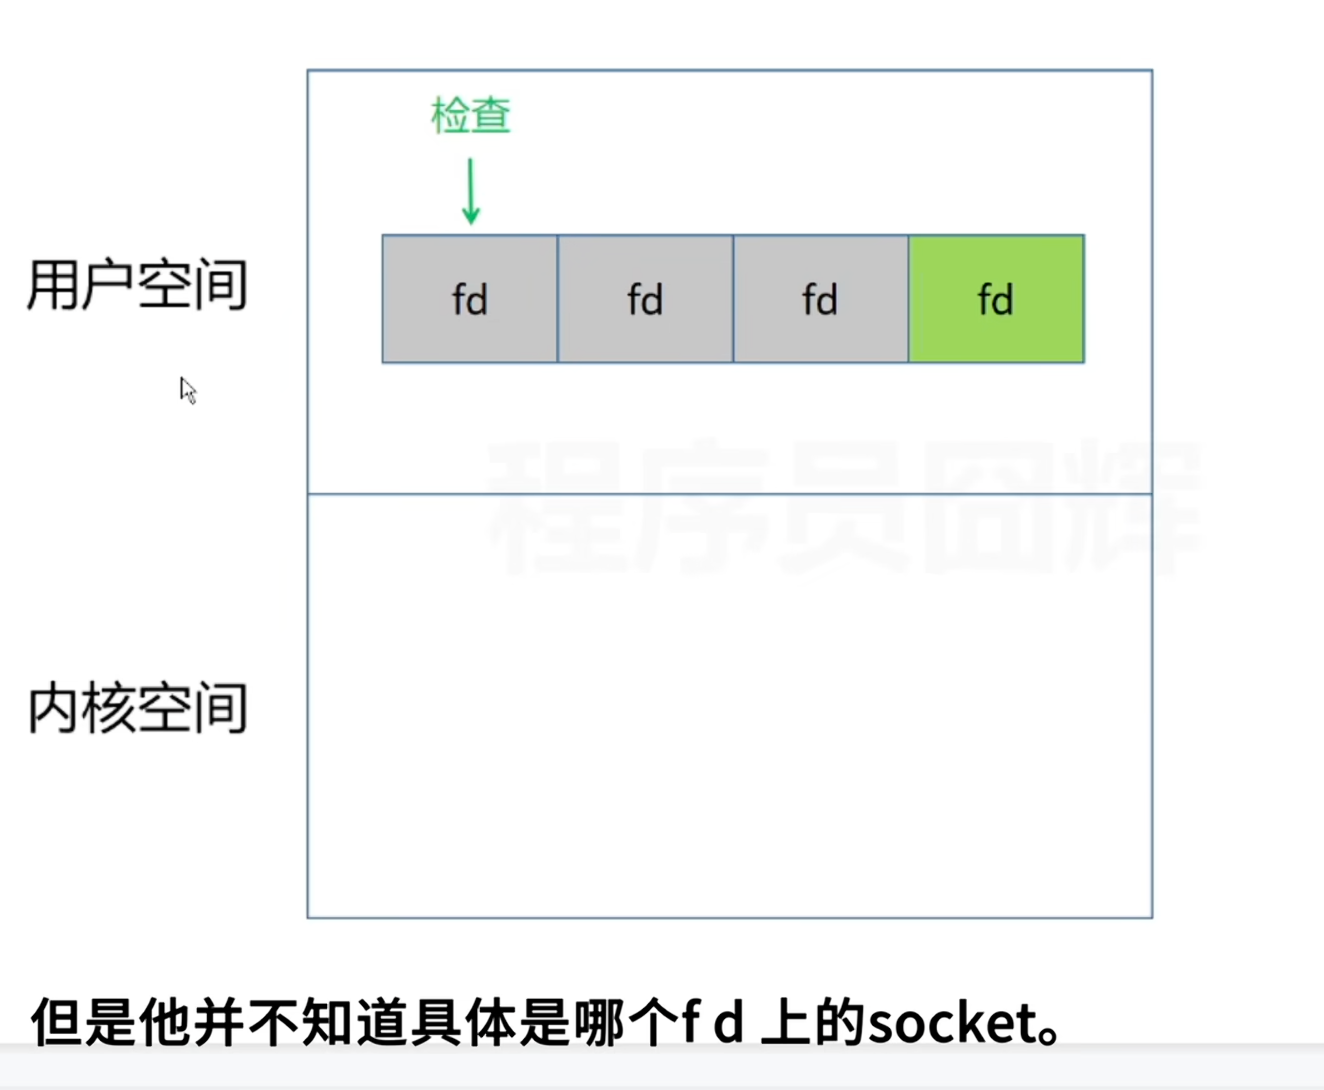 检查
用户空间
fd fd fd fd
程序员囧辉
内核空间
但是他并不知道具体是哪个f d 上的socket。